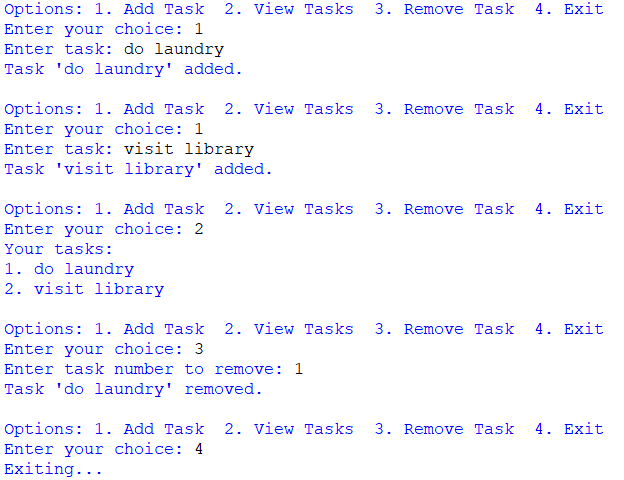 Options: 1. Add Task  2. View Tasks  3. Remove Task  4. Exit
Enter your choice: 1
Enter task: do laundry
Task 'do laundry' added.
Options: 1. Add Task  2. View Tasks  3. Remove Task  4. Exit
Enter your choice: 1
Enter task: visit library
Task 'visit library' added.
Options: 1. Add Task  2. View Tasks  3. Remove Task  4. Exit
Enter your choice: 2
Your tasks:
1. do laundry
2. visit library
Options: 1. Add Task  2. View Tasks  3. Remove Task  4. Exit
Enter your choice: 3
Enter task number to remove: 1
Task 'do laundry' removed.
Options: 1. Add Task  2. View Tasks  3. Remove Task  4. Exit
Enter your choice: 4
Exiting...